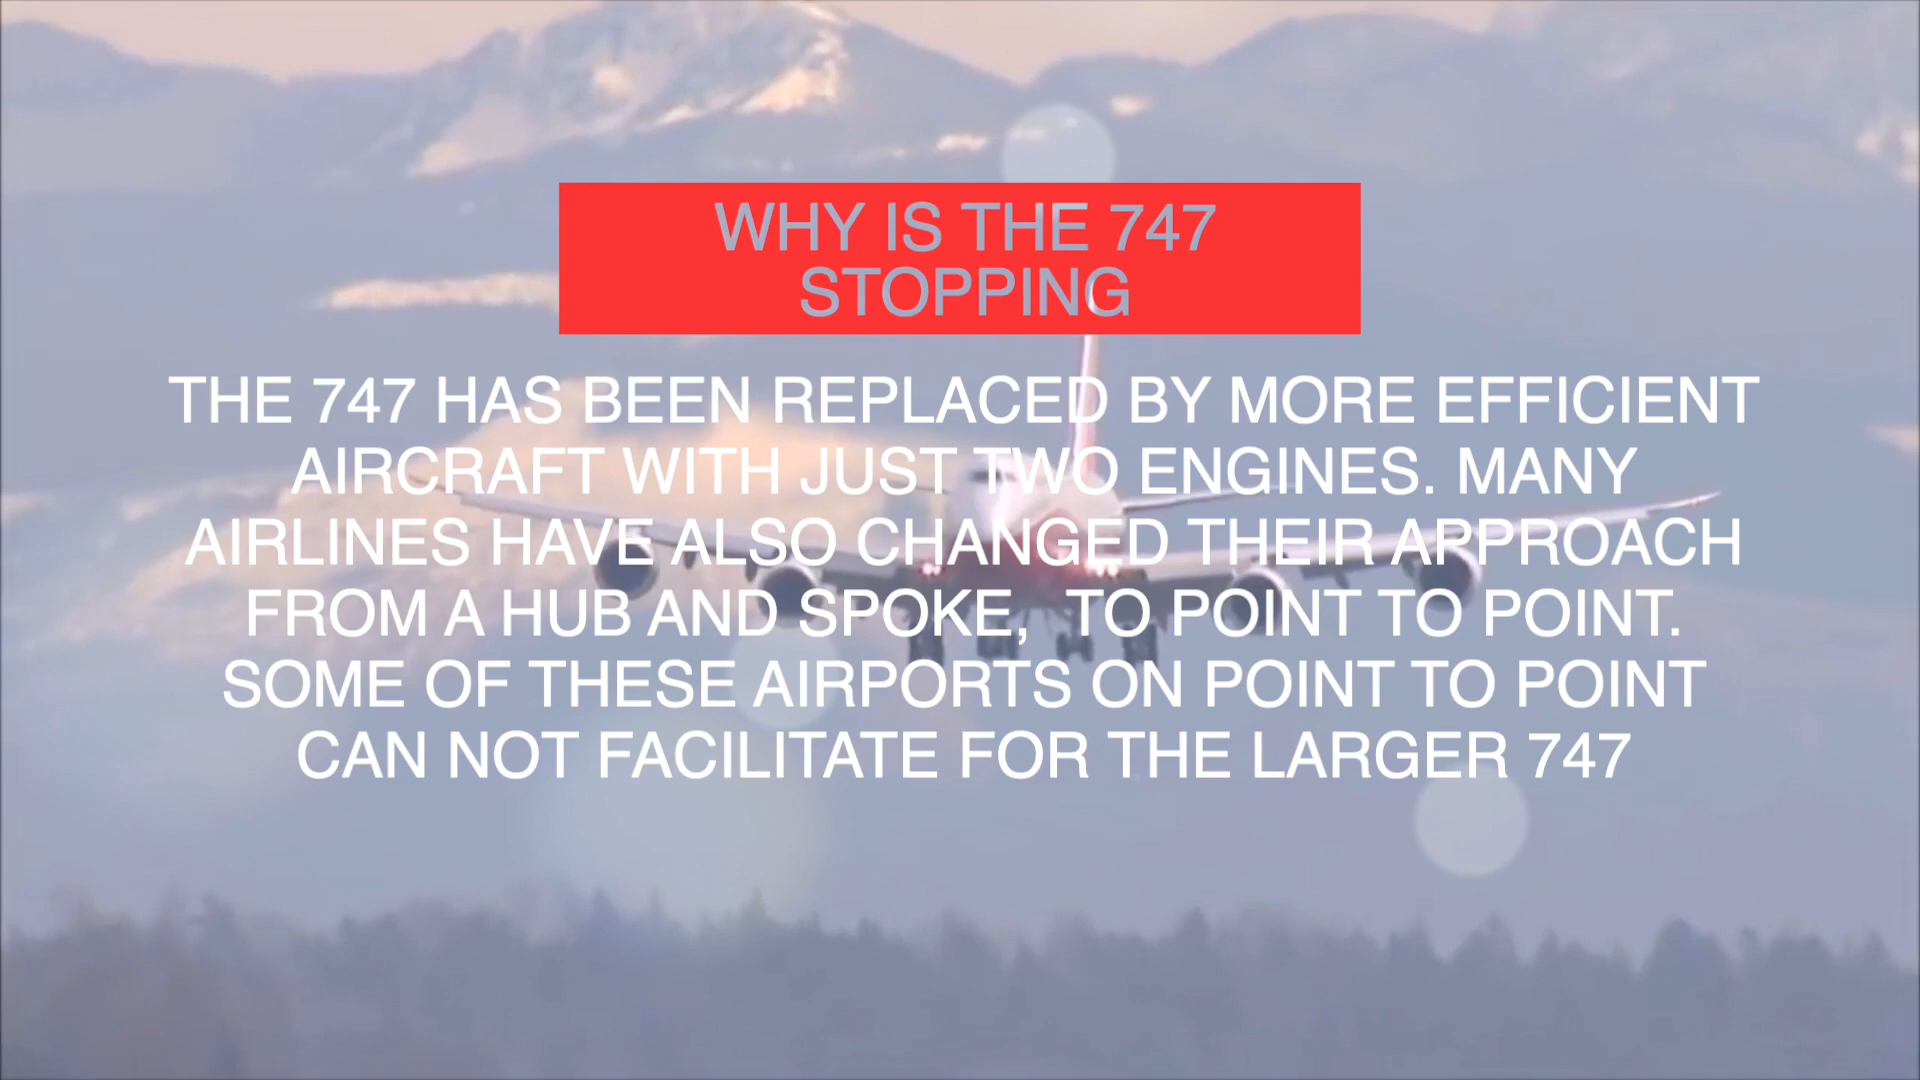 WHY IS THE 747
STOPPING
THE 747 HAS BEEN REPLACED BY MORE EFFICIENT
AIRCRAFT WITH JUST TWO ENGINES. MANY
AIRLINES HAVE ALSO CHANGED THEIR APPROACH
FROM A HUB AND SPOKE,  TO POINT TO POINT.
SOME OF THESE AIRPORTS ON POINT TO POINT
CAN NOT FACILITATE FOR THE LARGER 747